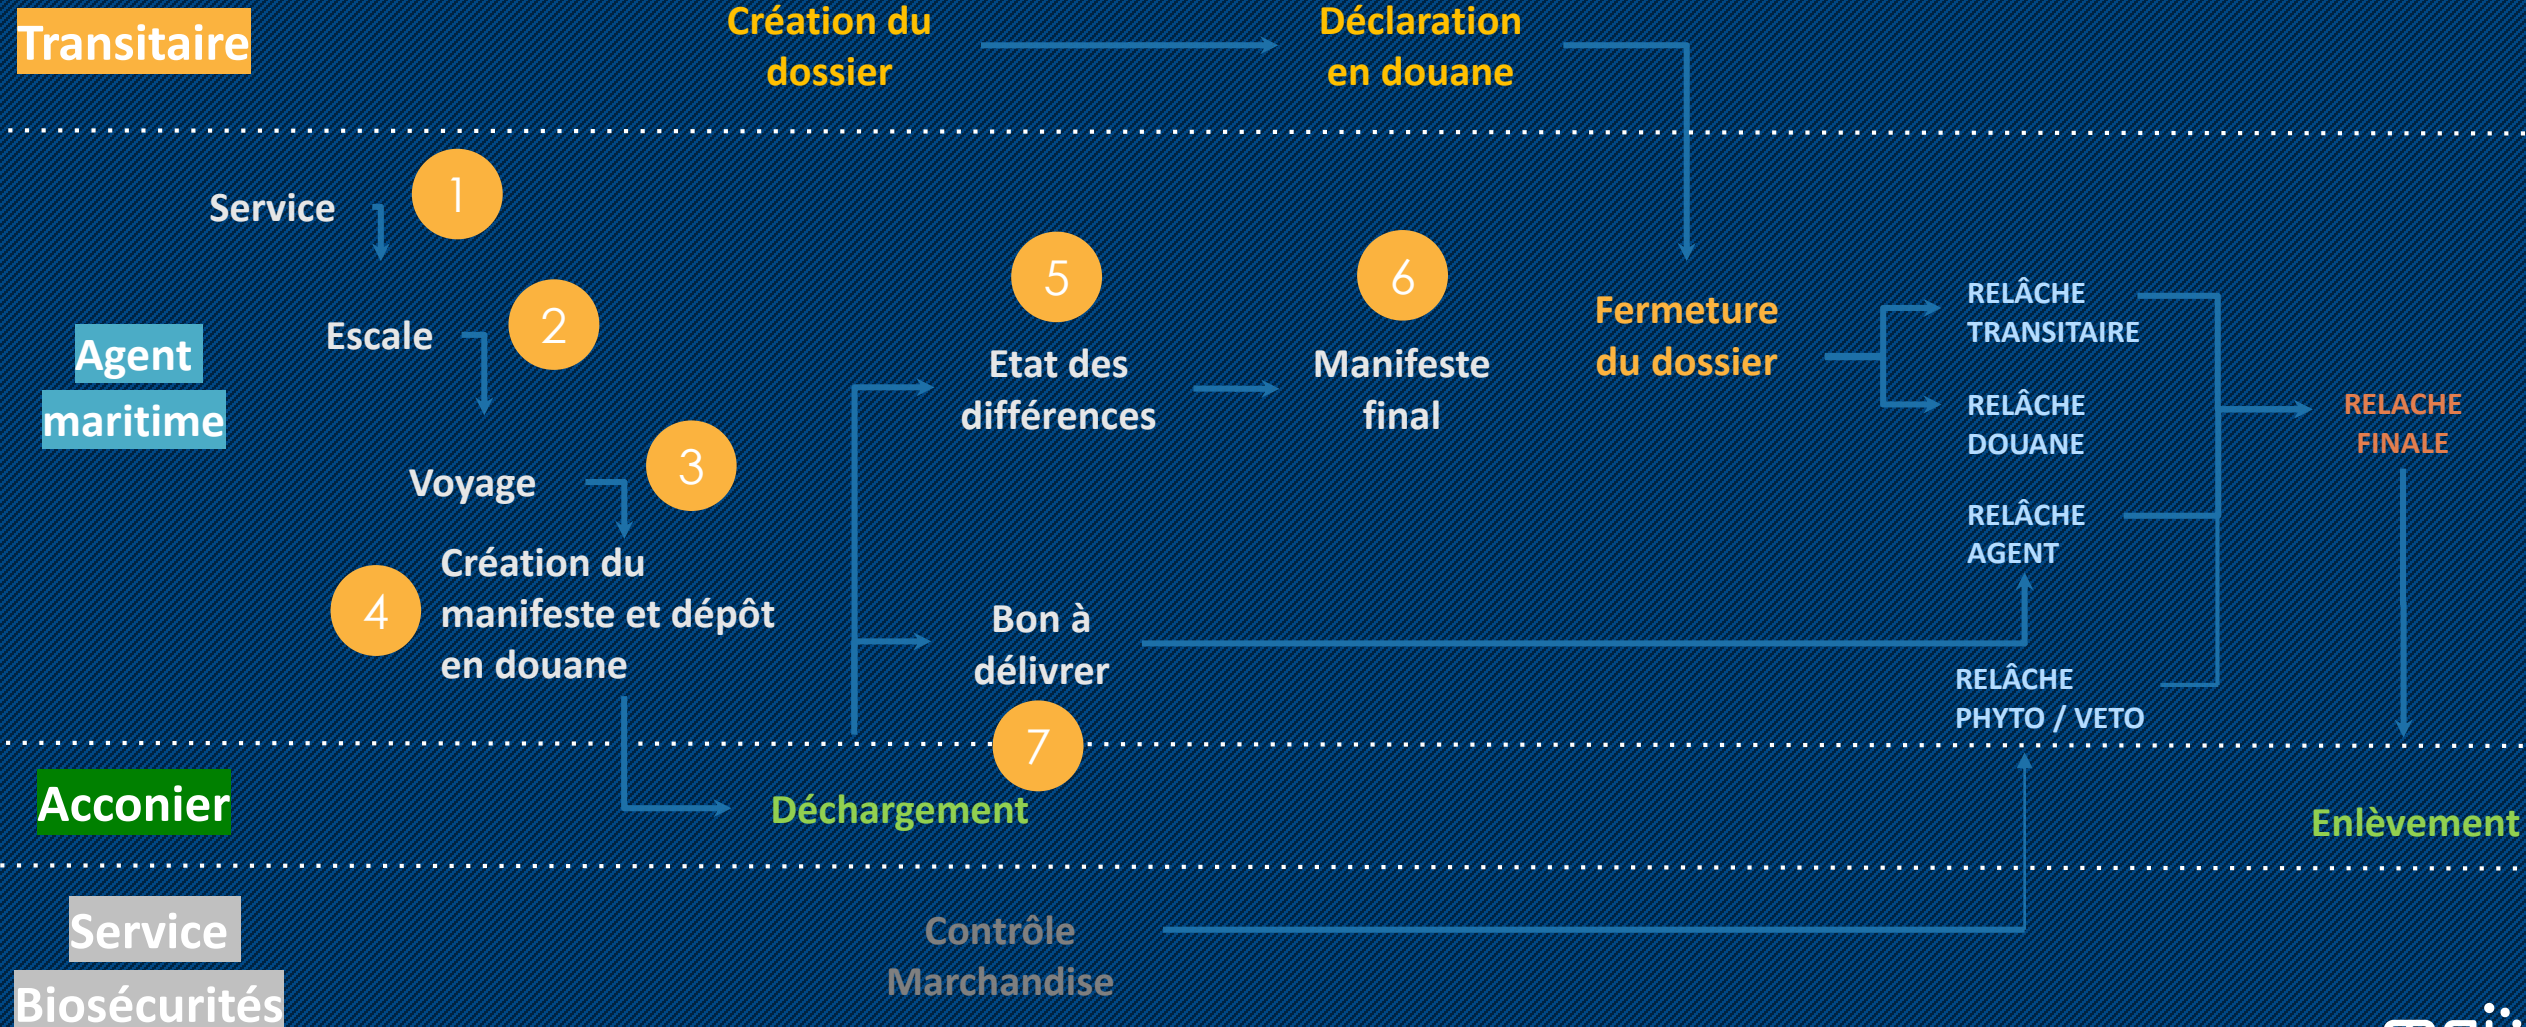 Transitaire
Création du
dossier
Déclaration
en douane
Service
1
Escale
2
Agent
maritime
Voyage
3
4
Création du
manifeste et dépôt
en douane
5
Etat des
différences
6
Manifeste
final
Fermeture
du dossier
RELÂCHE
TRANSITAIRE
RELÂCHE
DOUANE
RELÂCHE
AGENT
RELACHE
FINALE
Bon à
délivrer
7
RELÂCHE
PHYTO / VETO
Acconier
Déchargement
Enlèvement
Service
Biosécurités
Contrôle
Marchandise